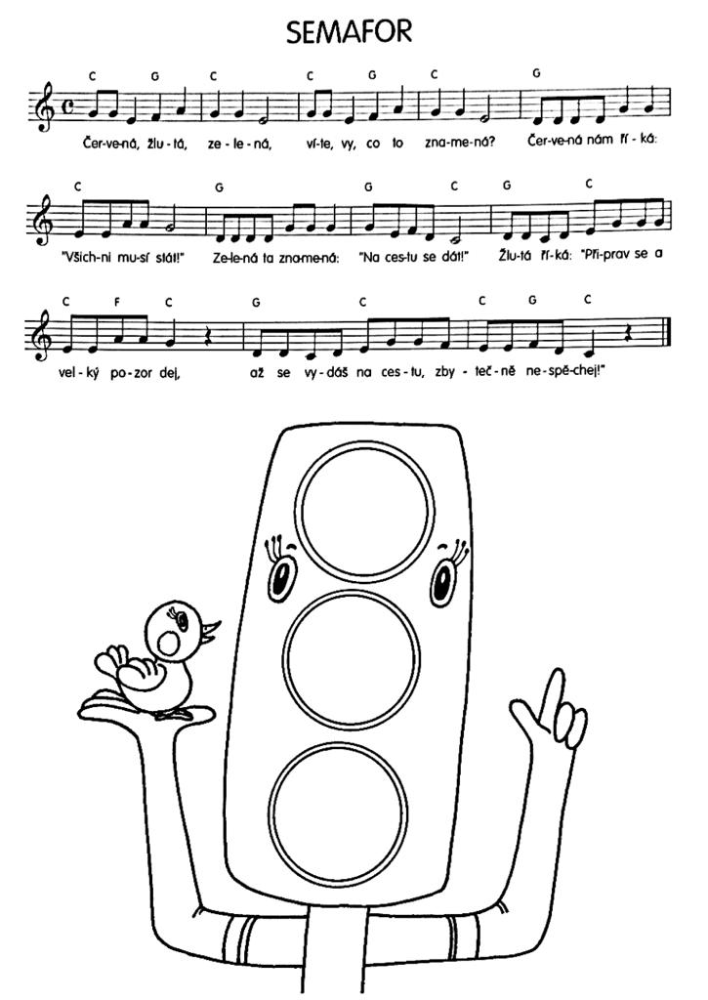 SEMAFOR
C G C C G C G
Čer-ve-ná, žlu-tá, ze-le-ná, ví-te, vy, co to zna-me-ná? Čer-ve-ná nám ří-ká:
C G G C G C
"Všich-ni mu-sí stát!" Ze-le-ná ta zna-me-ná: "Na ces-tu se dát!" Žlu-tá ří-ká: "Při-prav se a
C F C G C C G C
vel-ký po-zor dej, až se vy-dáš na ces-tu, zby-teč-ně ne-spě-chej!"